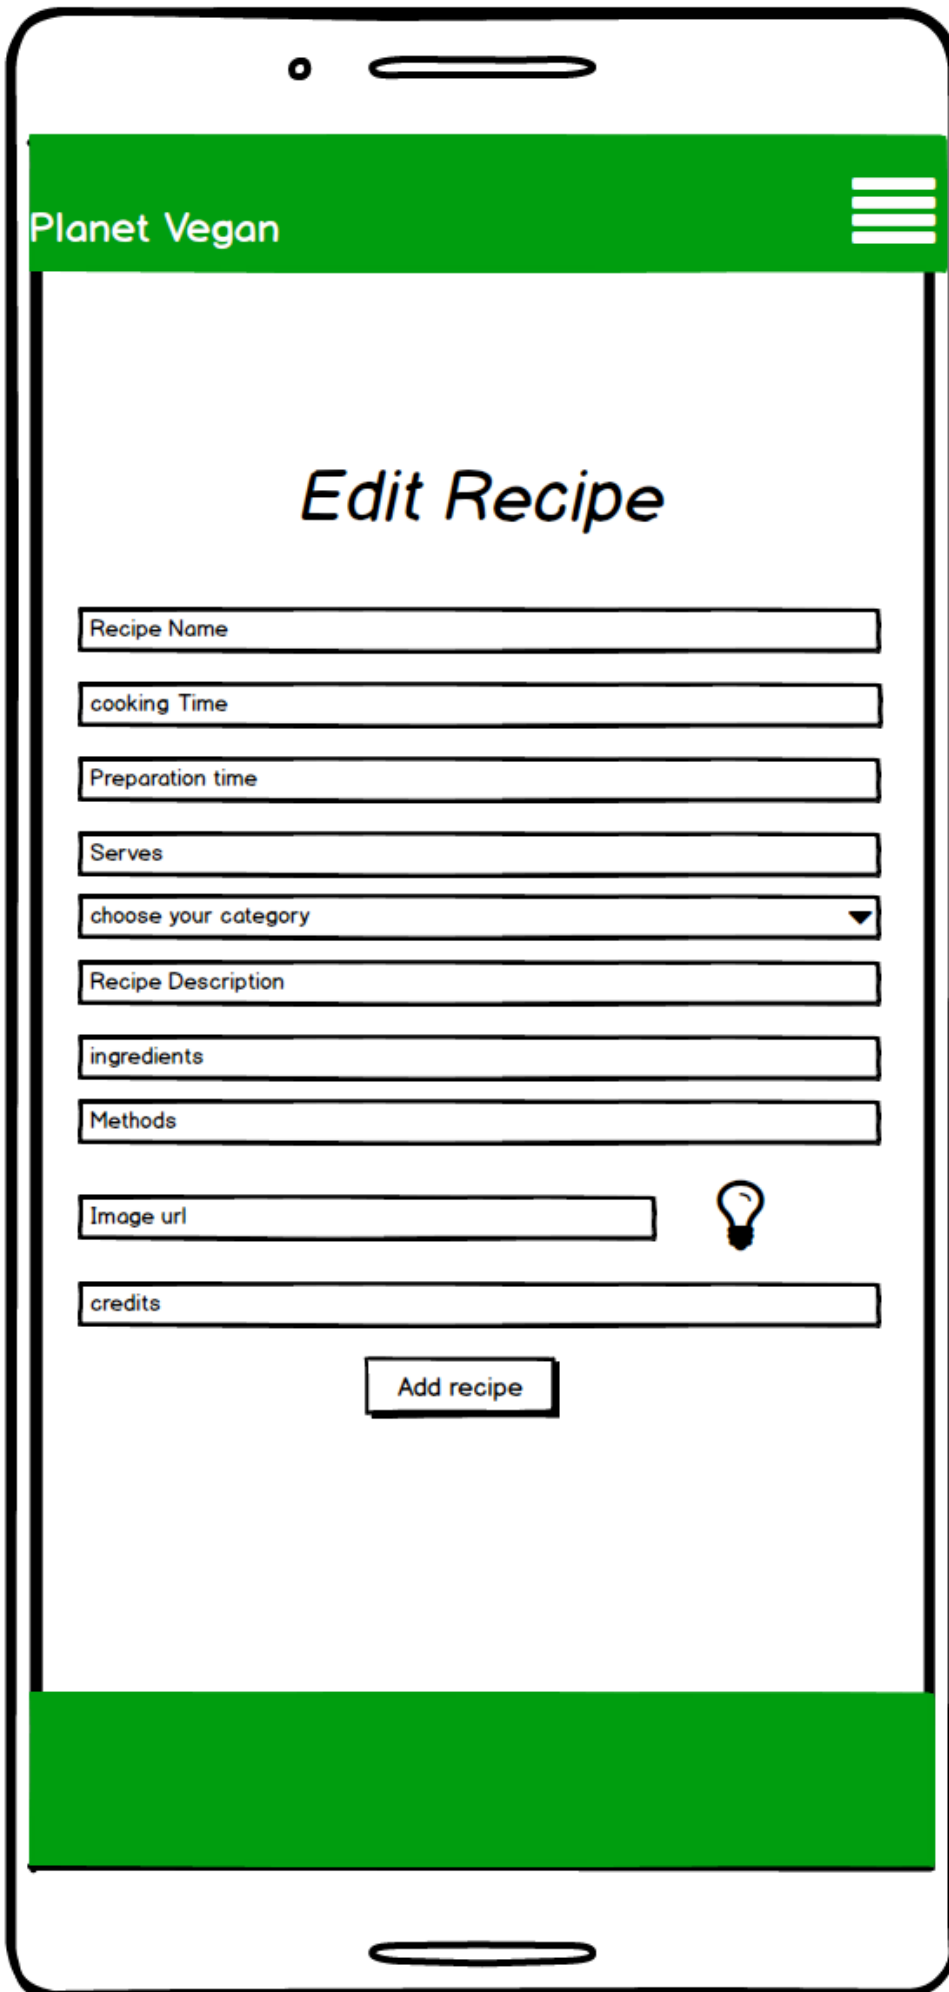 Planet Vegan
Edit Recipe
Recipe Name
cooking Time
Preparation time
Serves
choose your category
Recipe Description
ingredients
Methods
Image url
credits
Add recipe